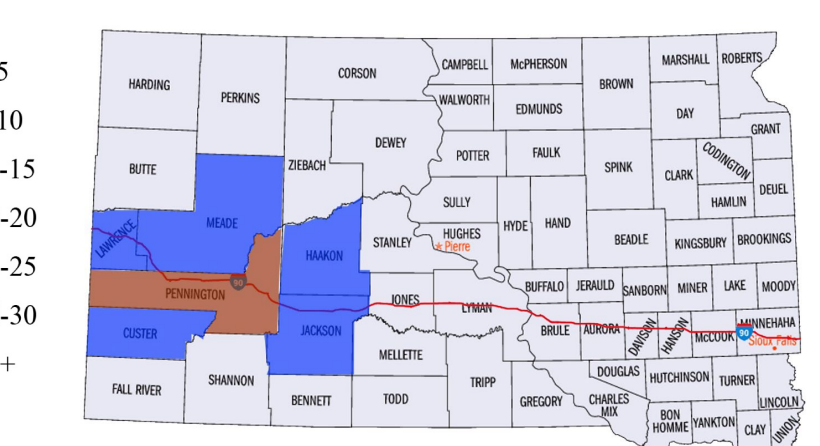 5
10
-15
-20
-25
-30
+
HARDING
PERKINS
CORSON
CAMPBELL
McPHERSON
BROWN
MARSHALL
ROBERTS
WALWORTH
EDMUNDS
DAY
GRANT
BUTTE
ZIEBACH
DEWEY
POTTER
FAULK
SPINK
CLARK
CODINGTON
DEUEL
HAMLIN
MEADE
SULLY
HYDE
HAND
LAWRENCE
HAAKON
STANLEY
HUGHES
* Pierre
BEADLE
KINGSBURY
BROOKINGS
PENNINGTON
90
JONES
LYMAN
BUFFALO
JERAULD
SANBORN
MINER
LAKE
MOODY
CUSTER
JACKSON
BRULE
AURORA
DAVISON
HANSON
McCOOK
90
MINNEHAHA
Sioux Falls
MELLETTE
FALL RIVER
SHANNON
BENNETT
TODD
TRIPP
GREGORY
CHARLES
MIX
DOUGLAS
HUTCHINSON
TURNER
LINCOLN
BON
HOMME
YANKTON
CLAY
UNION